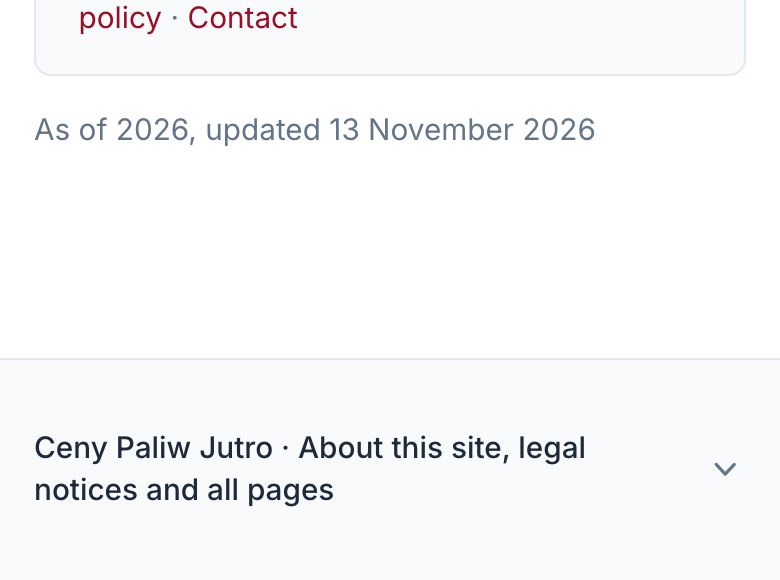 policy · Contact
As of 2026, updated 13 November 2026
Ceny Paliw Jutro · About this site, legal
notices and all pages